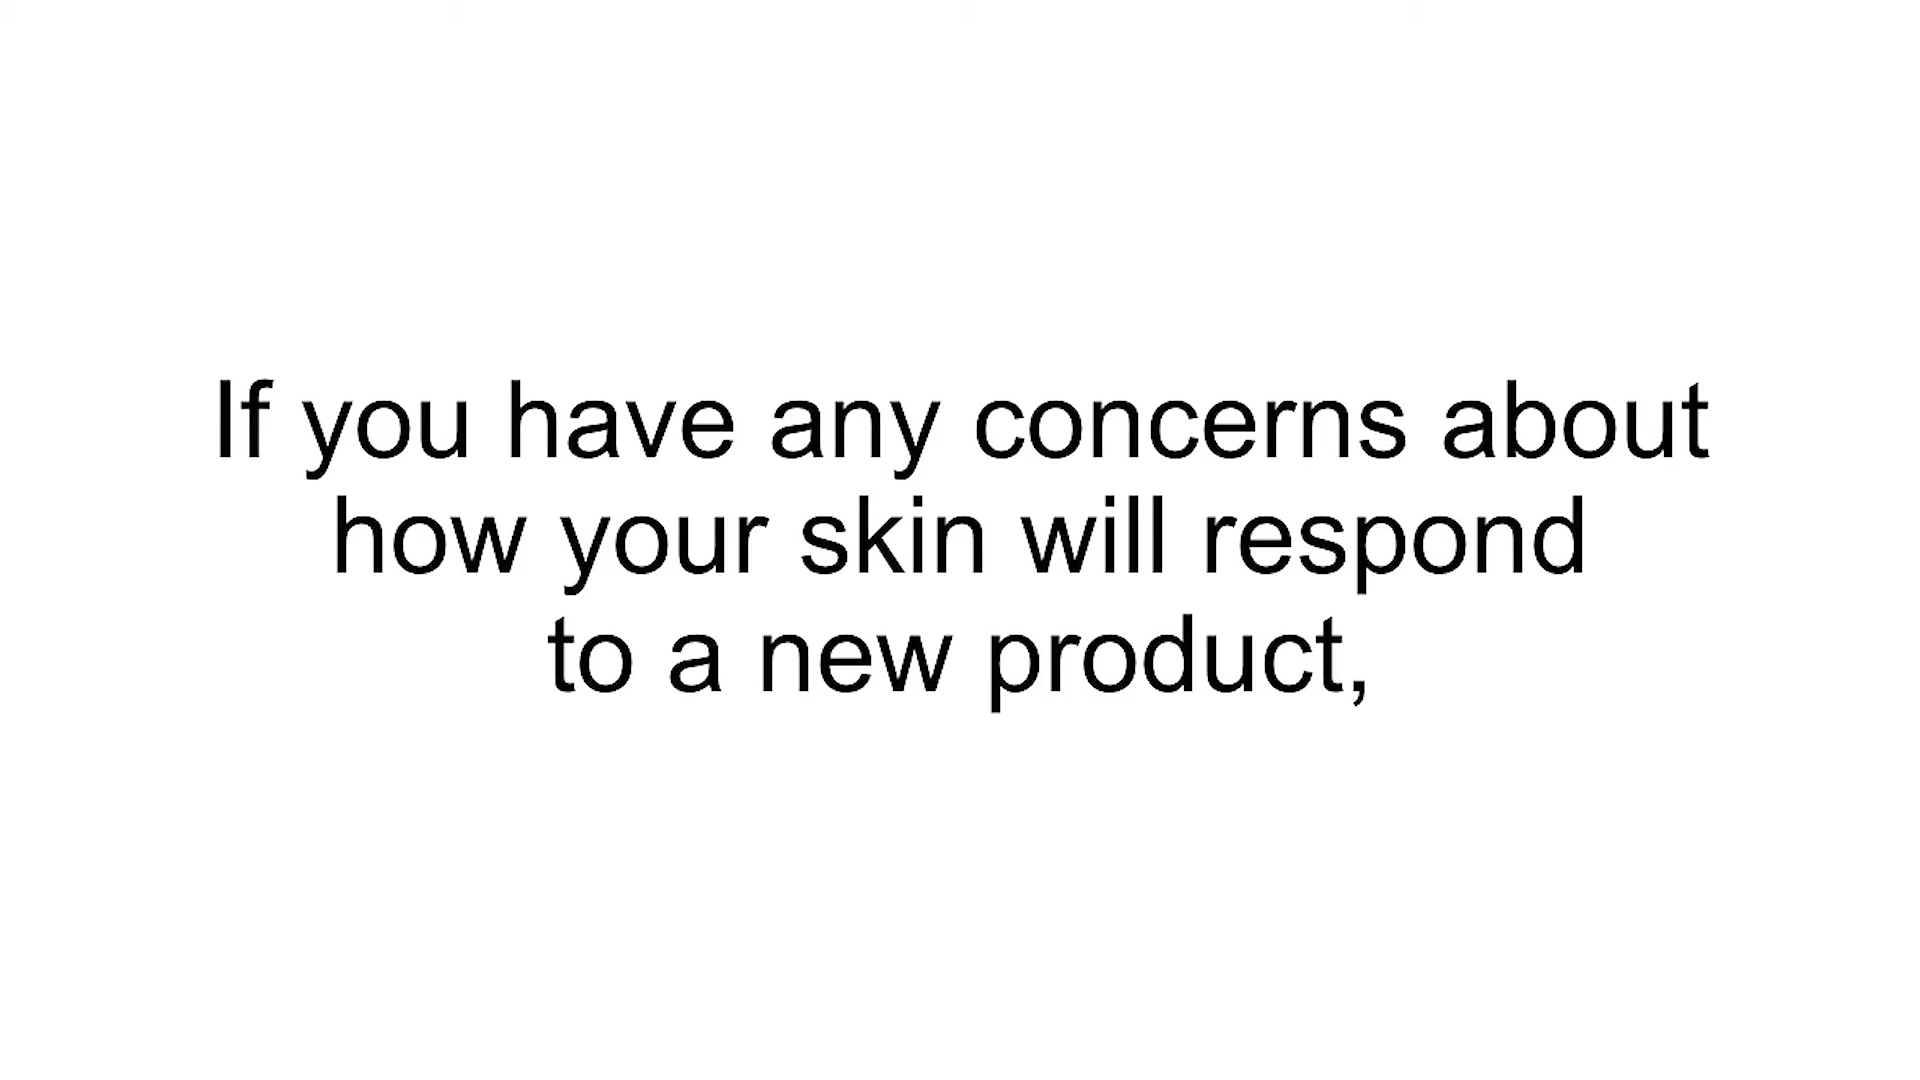 If you have any concerns about
how your skin will respond
to a new product,